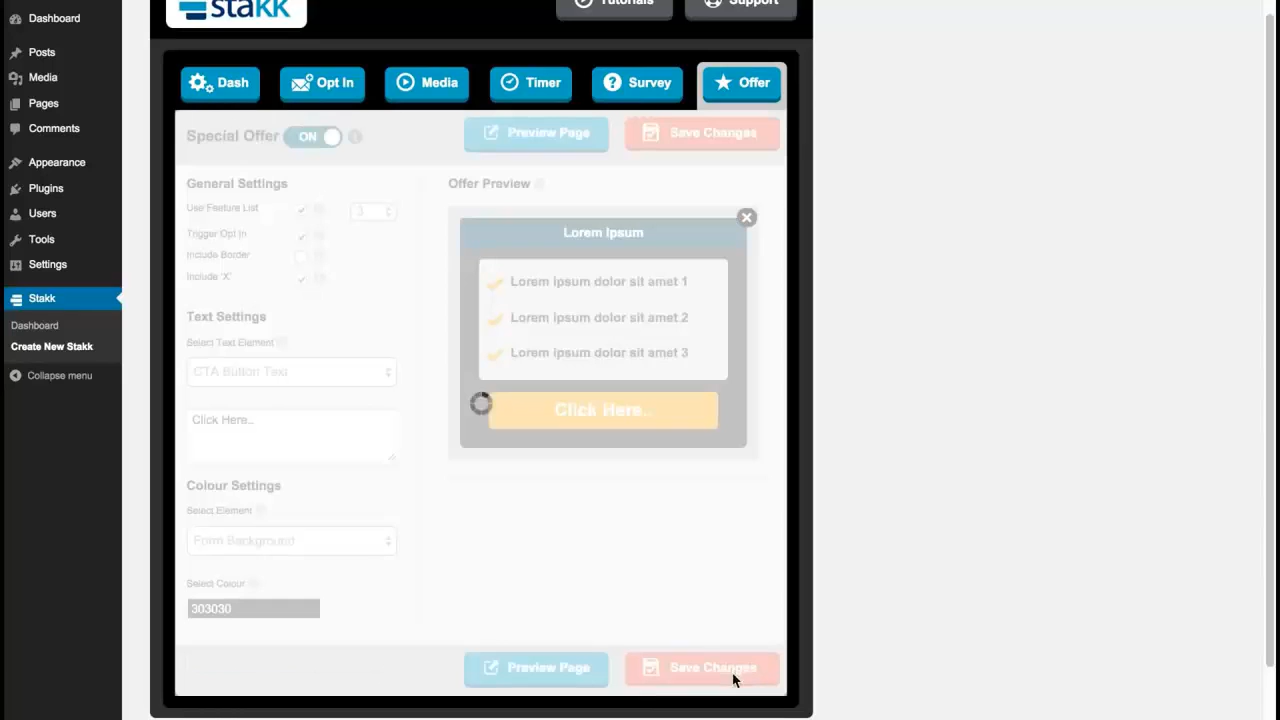 Dashboard
Posts
Media
Pages
Comments
Appearance
Plugins
Users
Tools
Settings
Stakk
Dashboard
Create New Stakk
Collapse menu
stakk
Tutorials
Support
Dash
Opt In
Media
Timer
Survey
Offer
Special Offer
ON
Preview Page
Save Changes
General Settings
Use Feature List
3
Trigger Opt In
Include Border
Include 'X'
Text Settings
Select Text Element
CTA Button Text
Click Here..
Colour Settings
Select Element
Form Background
Select Colour
303030
Offer Preview
Lorem Ipsum
Lorem ipsum dolor sit amet 1
Lorem ipsum dolor sit amet 2
Lorem ipsum dolor sit amet 3
Click Here..
Preview Page
Save Changes